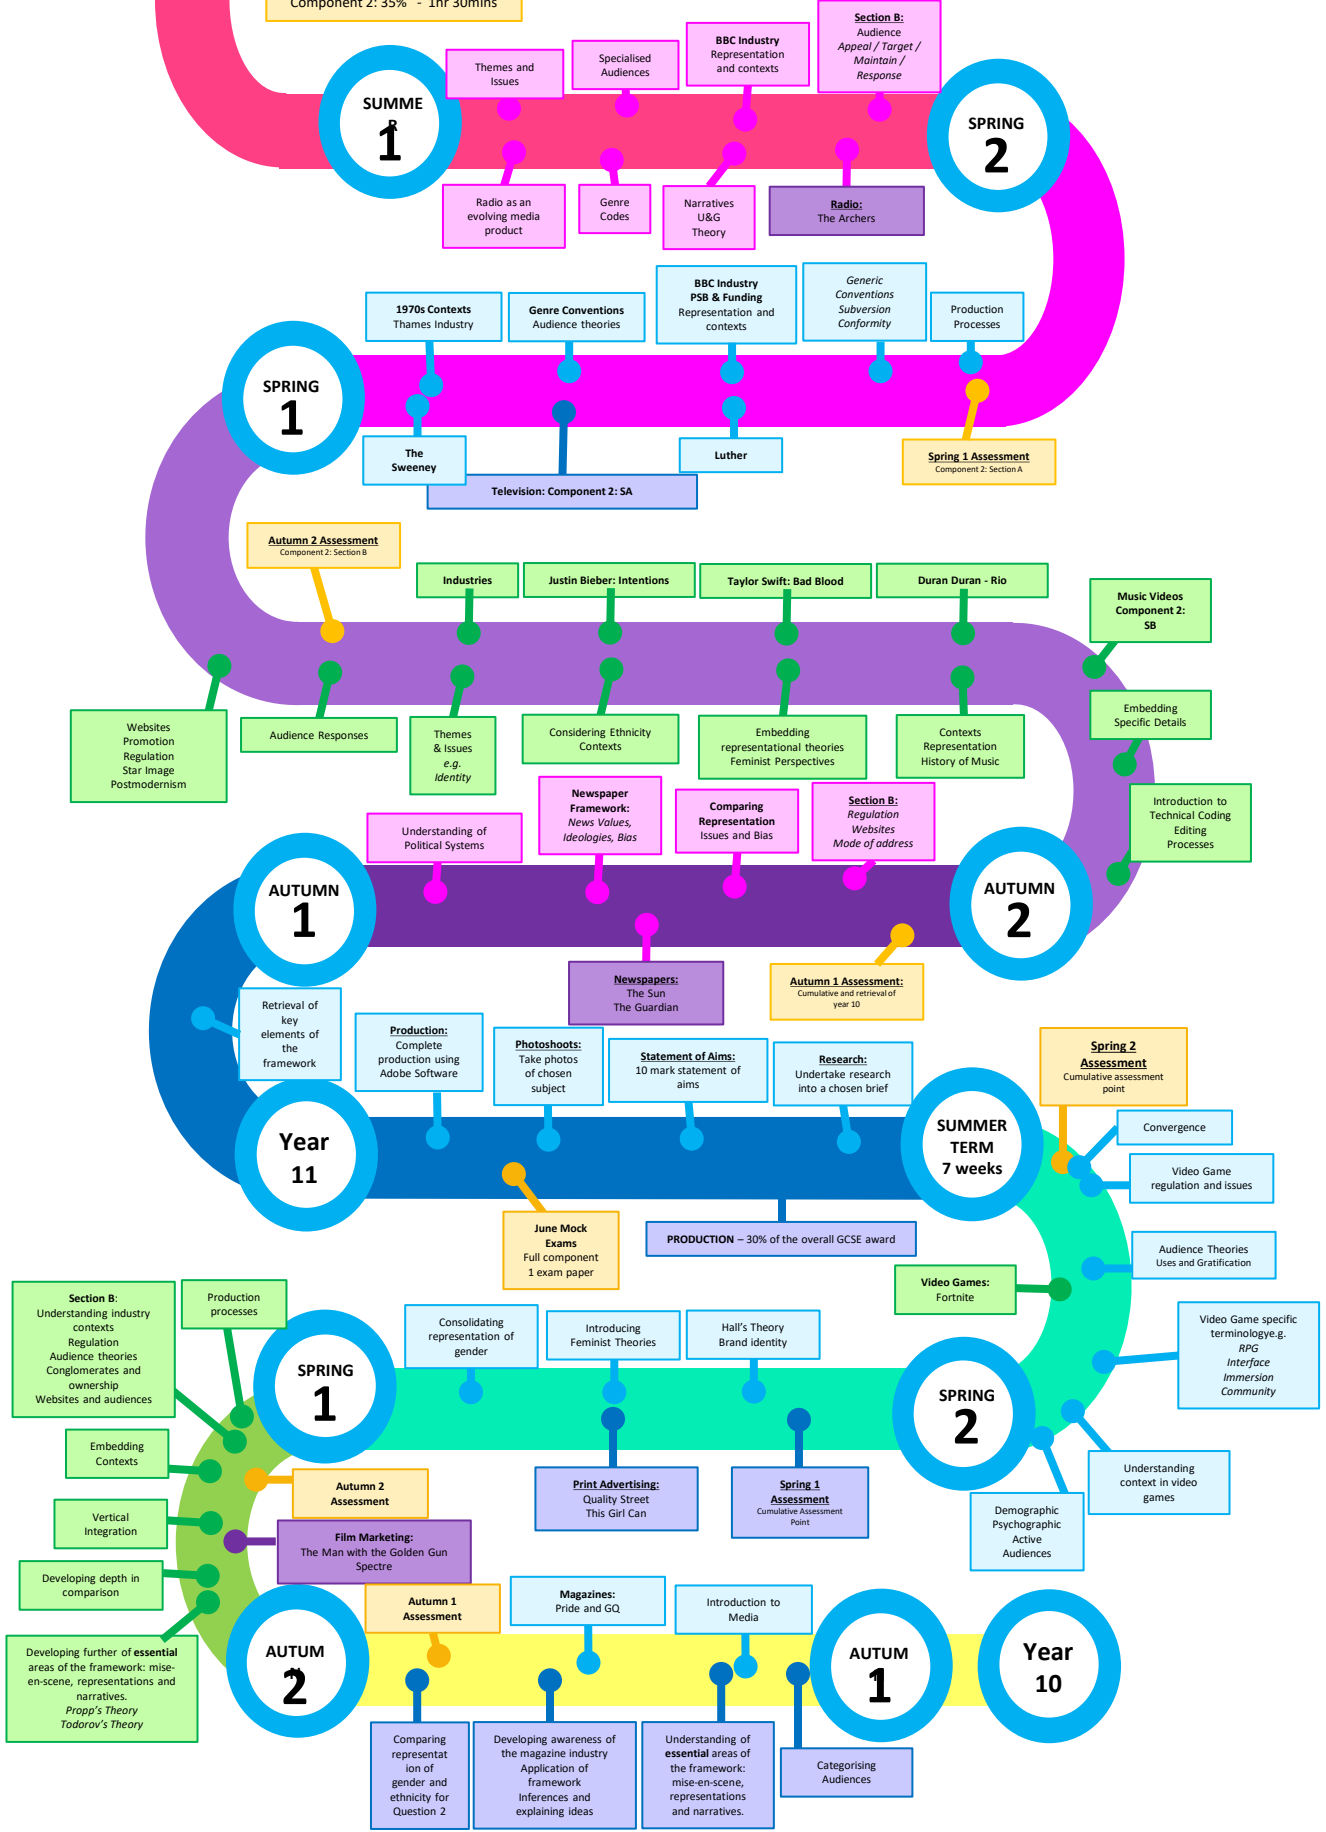 Component 2: 35% - 1hr 30mins
SUMME
R
1
Themes and
Issues
Specialised
Audiences
BBC Industry
Representation
and contexts
Section B:
Audience
Appeal / Target /
Maintain /
Response
SPRING
2
Radio as an
evolving media
product
Genre
Codes
Narratives
U&G
Theory
Radio:
The Archers
SPRING
1
1970s Contexts
Thames Industry
Genre Conventions
Audience theories
BBC Industry
PSB & Funding
Representation and
contexts
Generic
Conventions
Subversion
Conformity
Production
Processes
The
Sweeney
Television: Component 2: SA
Luther
Spring 1 Assessment
Component 2: Section A
Autumn 2 Assessment
Component 2: Section B
Industries
Justin Bieber: Intentions
Taylor Swift: Bad Blood
Duran Duran - Rio
Music Videos
Component 2:
SB
Websites
Promotion
Regulation
Star Image
Postmodernism
Audience Responses
Themes
& Issues
e.g.
Identity
Considering Ethnicity
Contexts
Embedding
representational theories
Feminist Perspectives
Contexts
Representation
History of Music
Embedding
Specific Details
Introduction to
Technical Coding
Editing
Processes
AUTUMN
1
Understanding of
Political Systems
Newspaper
Framework:
News Values,
Ideologies, Bias
Comparing
Representation
Issues and Bias
Section B:
Regulation
Websites
Mode of address
AUTUMN
2
Newspapers:
The Sun
The Guardian
Autumn 1 Assessment:
Cumulative and retrieval of
year 10
Retrieval of
key
elements of
the
framework
Production:
Complete
production using
Adobe Software
Photoshoots:
Take photos
of chosen
subject
Statement of Aims:
10 mark statement of
aims
Research:
Undertake research
into a chosen brief
Spring 2
Assessment
Cumulative assessment
point
Year
11
SUMMER
TERM
7 weeks
Convergence
Video Game
regulation and issues
June Mock
Exams
Full component
1 exam paper
PRODUCTION – 30% of the overall GCSE award
Audience Theories
Uses and Gratification
Video Games:
Fortnite
Video Game specific
terminologye.g.
RPG
Interface
Immersion
Community
Section B:
Understanding industry
contexts
Regulation
Audience theories
Conglomerates and
ownership
Websites and audiences
Production
processes
SPRING
1
Consolidating
representation of
gender
Introducing
Feminist Theories
Hall's Theory
Brand identity
SPRING
2
Embedding
Contexts
Autumn 2
Assessment
Print Advertising:
Quality Street
This Girl Can
Spring 1
Assessment
Cumulative Assessment
Point
Understanding
context in video
games
Demographic
Psychographic
Active
Audiences
Vertical
Integration
Film Marketing:
The Man with the Golden Gun
Spectre
Developing depth in
comparison
Autumn 1
Assessment
Magazines:
Pride and GQ
Introduction to
Media
Developing further of essential
areas of the framework: mise-
en-scene, representations and
narratives.
Propp's Theory
Todorov's Theory
AUTUM
N
2
AUTUM
1
Year
10
Comparing
representat
ion of
gender and
ethnicity for
Question 2
Developing awareness of
the magazine industry
Application of
framework
Inferences and
explaining ideas
Understanding of
essential areas of
the framework:
mise-en-scene,
representations
and narratives.
Categorising
Audiences